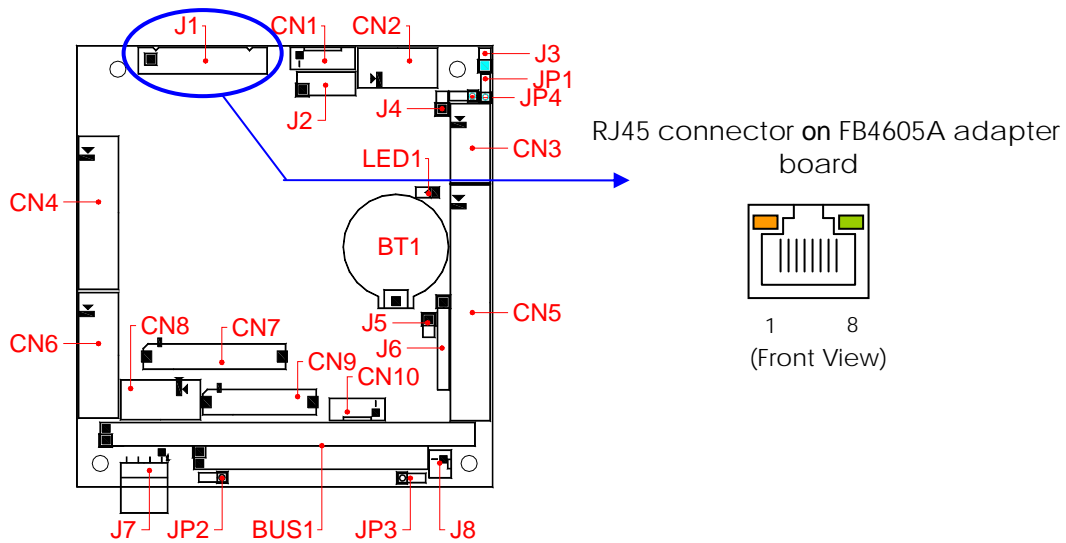 J1
CN1
CN2
J3
JP1
JP4
J2
J4
CN3
LED1
CN4
BT1
CN5
J5
J6
CN6
CN8
CN7
CN9
CN10
J7
JP2
BUS1
JP3
J8
RJ45 connector on FB4605A adapter
board
1 8
(Front View)